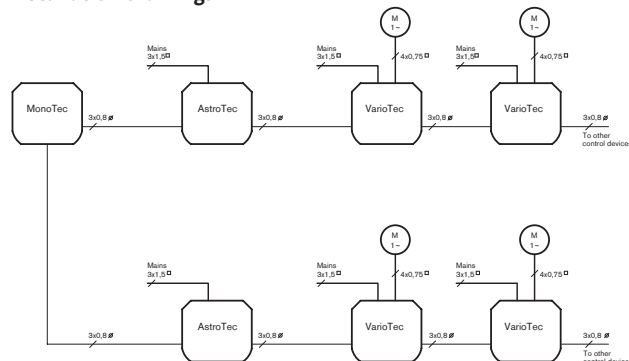 M
1~
M
1~
Mains
3x1,5
Mains
3x1,5
4x0,75
Mains
3x1,5
4x0,75
MonoTec
3x0,8 ø
AstroTec
3x0,8 ø
VarioTec
3x0,8 ø
VarioTec
3x0,8 ø
To other
control device
M
1~
M
1~
Mains
3x1,5
Mains
3x1,5
4x0,75
Mains
3x1,5
4x0,75
3x0,8 ø
AstroTec
3x0,8 ø
VarioTec
3x0,8 ø
VarioTec
3x0,8 ø
To other